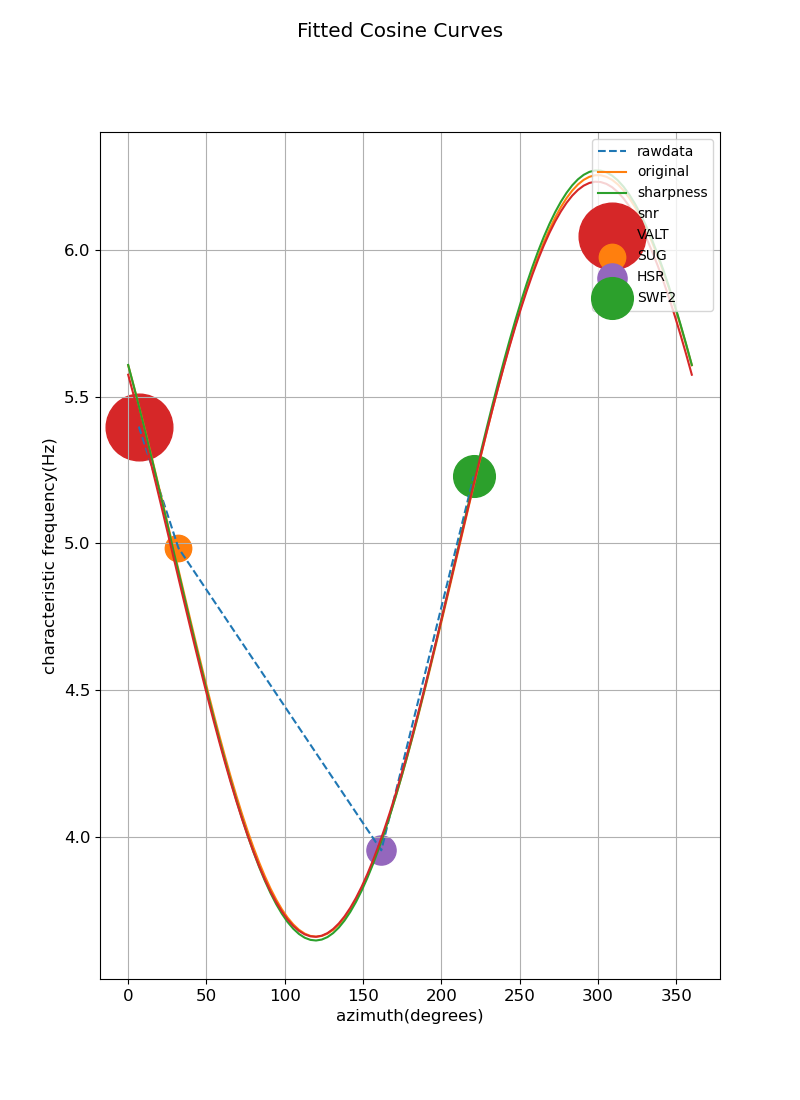 Fitted Cosine Curves
rawdata
original
sharpness
snr
VALT
SUG
HSR
SWF2
characteristic frequency(Hz)
6.0
5.5
5.0
4.5
4.0
0 50 100 150 200 250 300 350
azimuth(degrees)